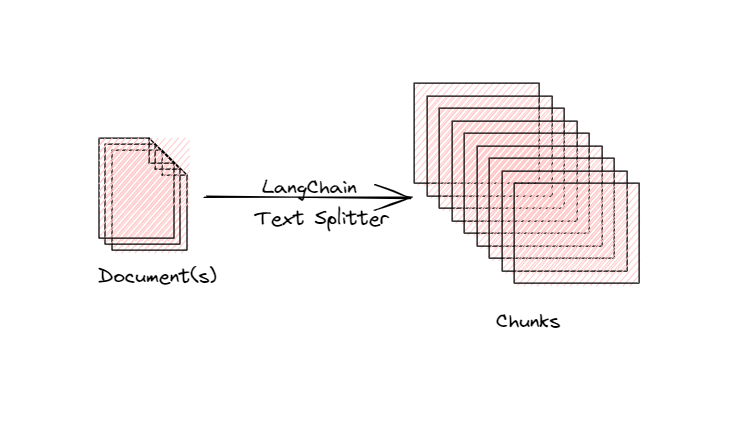 LangChain
Text Splitter
Document(s)
Chunks